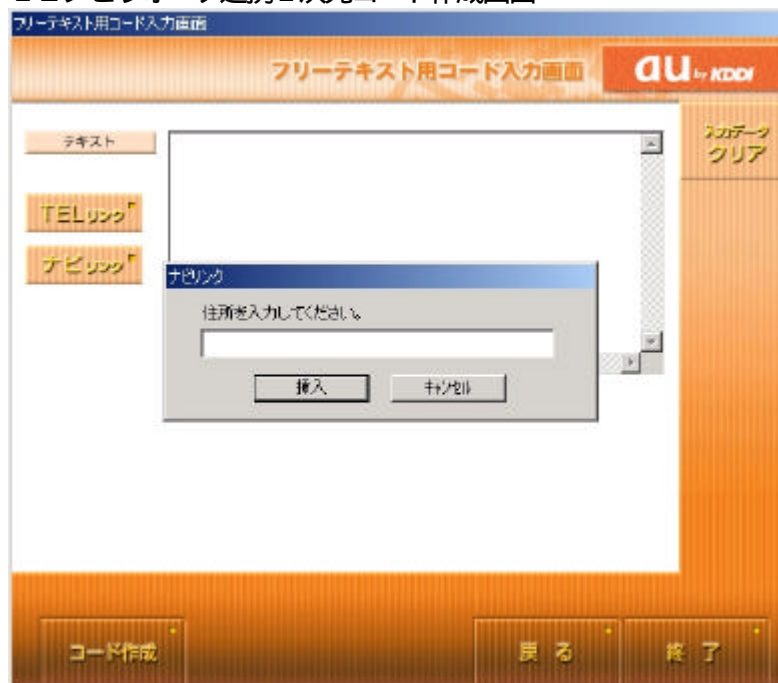 フリーテキスト用コード入力画面
フリーテキスト用コード入力画面
au by KDDI
テキスト
入力データ
クリア
TELリンク
ナビリンク
ナビリンク
住所を入力してください。
挿入
キャンセル
コード作成
戻る
終了